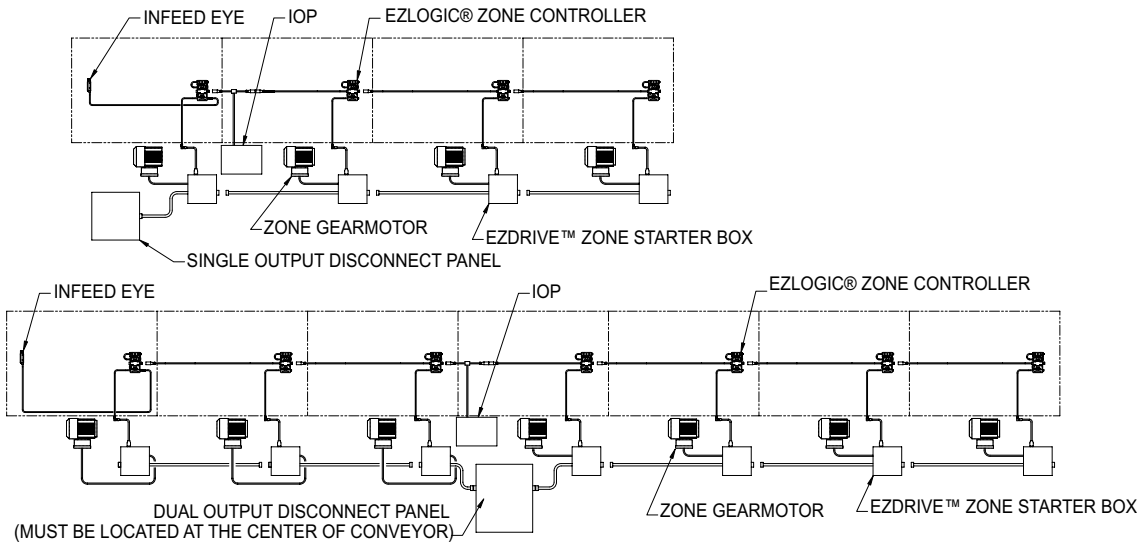 INFEED EYE
IOP
EZLOGIC® ZONE CONTROLLER
ZONE GEARMOTOR
EZDRIVE™ ZONE STARTER BOX
SINGLE OUTPUT DISCONNECT PANEL
INFEED EYE
IOP
EZLOGIC® ZONE CONTROLLER
DUAL OUTPUT DISCONNECT PANEL
(MUST BE LOCATED AT THE CENTER OF CONVEYOR)
ZONE GEARMOTOR
EZDRIVE™ ZONE STARTER BOX